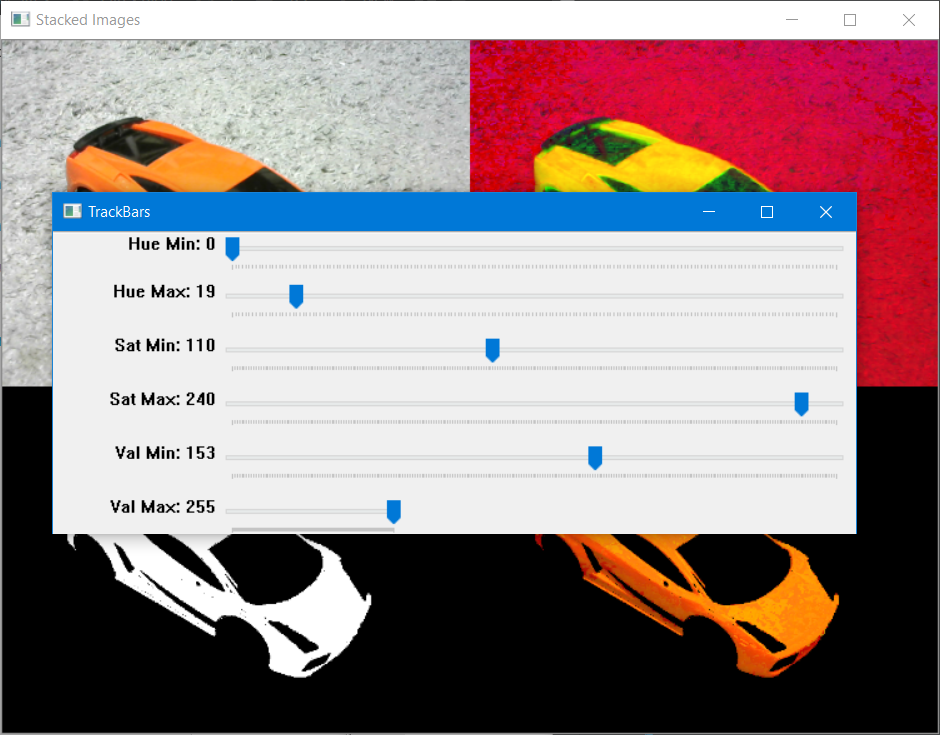 Stacked Images
TrackBars
Hue Min: 0
Hue Max: 19
Sat Min: 110
Sat Max: 240
Val Min: 153
Val Max: 255